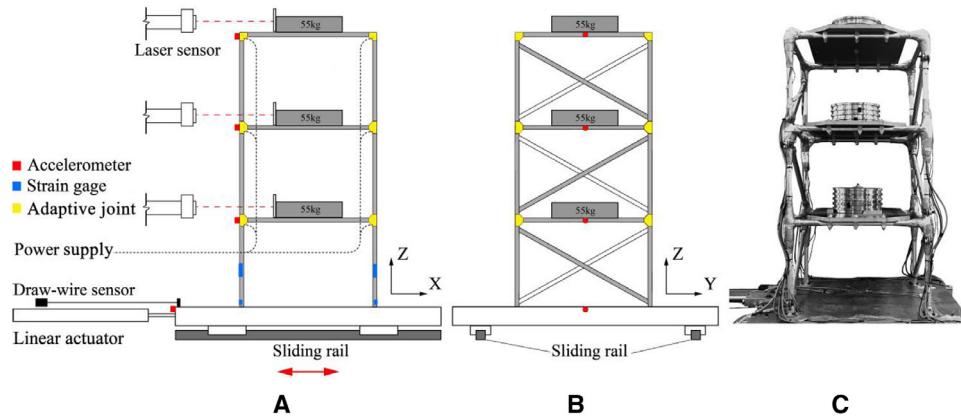 55kg
Laser sensor
55kg
55kg
Accelerometer
Strain gage
Adaptive joint
Power supply
Z
X
Draw-wire sensor
Linear actuator
Sliding rail
A
55kg
55kg
55kg
Z
Y
Sliding rail
B
C